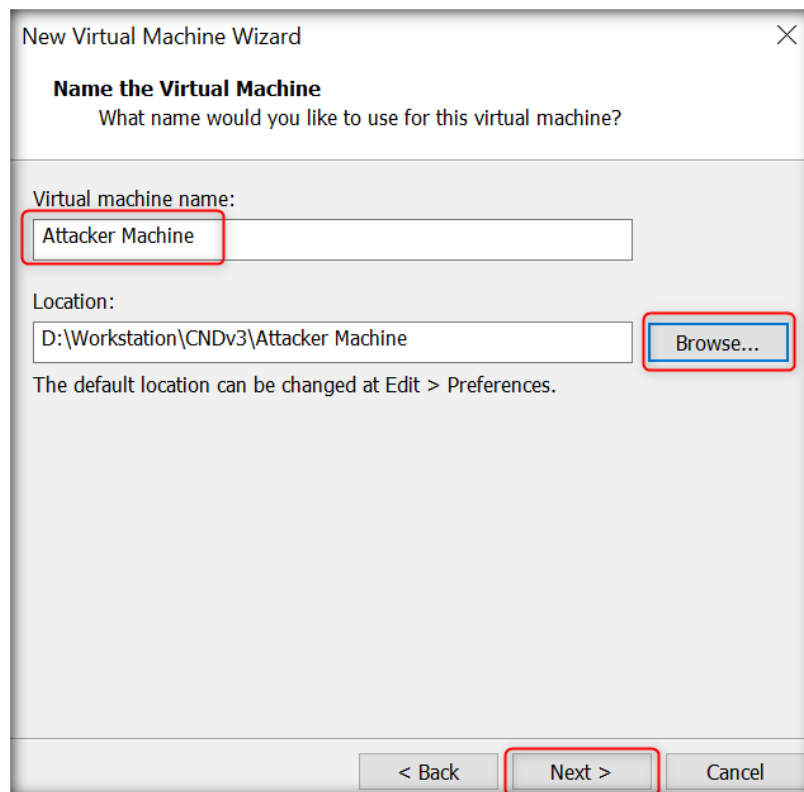 New Virtual Machine Wizard
Name the Virtual Machine
What name would you like to use for this virtual machine?
Virtual machine name:
Attacker Machine
Location:
D:\Workstation\CNDv3\Attacker Machine
Browse...
The default location can be changed at Edit > Preferences.
< Back
Next >
Cancel